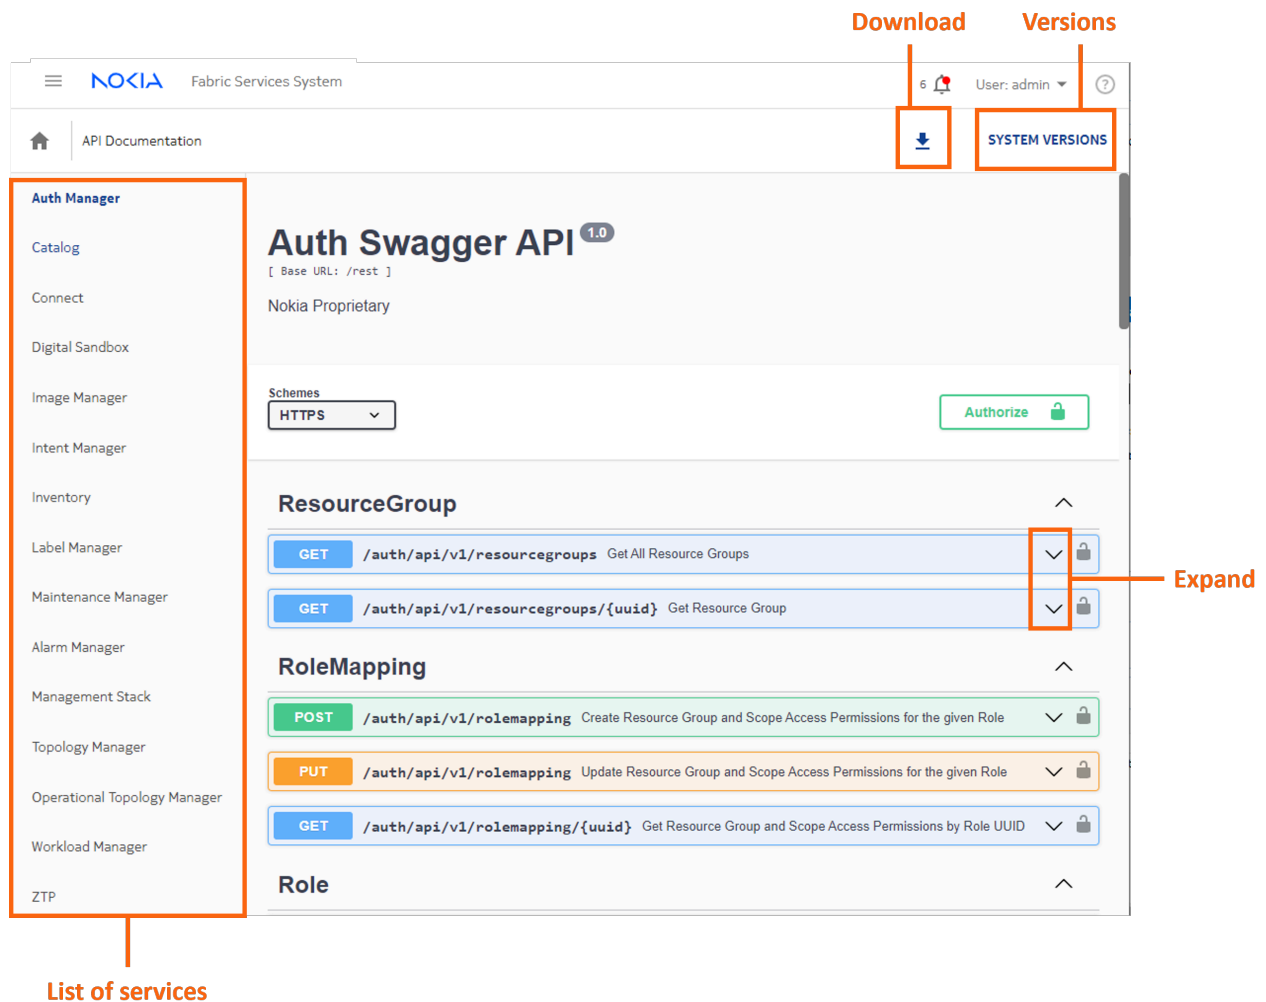 Download
Versions
NOKIA
Fabric Services System
6
User: admin
?
API Documentation
SYSTEM VERSIONS
Auth Manager
Catalog
Connect
Digital Sandbox
Image Manager
Intent Manager
Inventory
Label Manager
Maintenance Manager
Alarm Manager
Management Stack
Topology Manager
Operational Topology Manager
Workload Manager
ZTP
List of services
Auth Swagger API 1.0
[ Base URL: /rest ]
Nokia Proprietary
Schemes
HTTPS
Authorize
ResourceGroup
GET /auth/api/v1/resourcegroups Get All Resource Groups
GET /auth/api/v1/resourcegroups/{uuid} Get Resource Group
Expand
RoleMapping
POST /auth/api/v1/rolemapping Create Resource Group and Scope Access Permissions for the given Role
PUT /auth/api/v1/rolemapping Update Resource Group and Scope Access Permissions for the given Role
GET /auth/api/v1/rolemapping/{uuid} Get Resource Group and Scope Access Permissions by Role UUID
Role